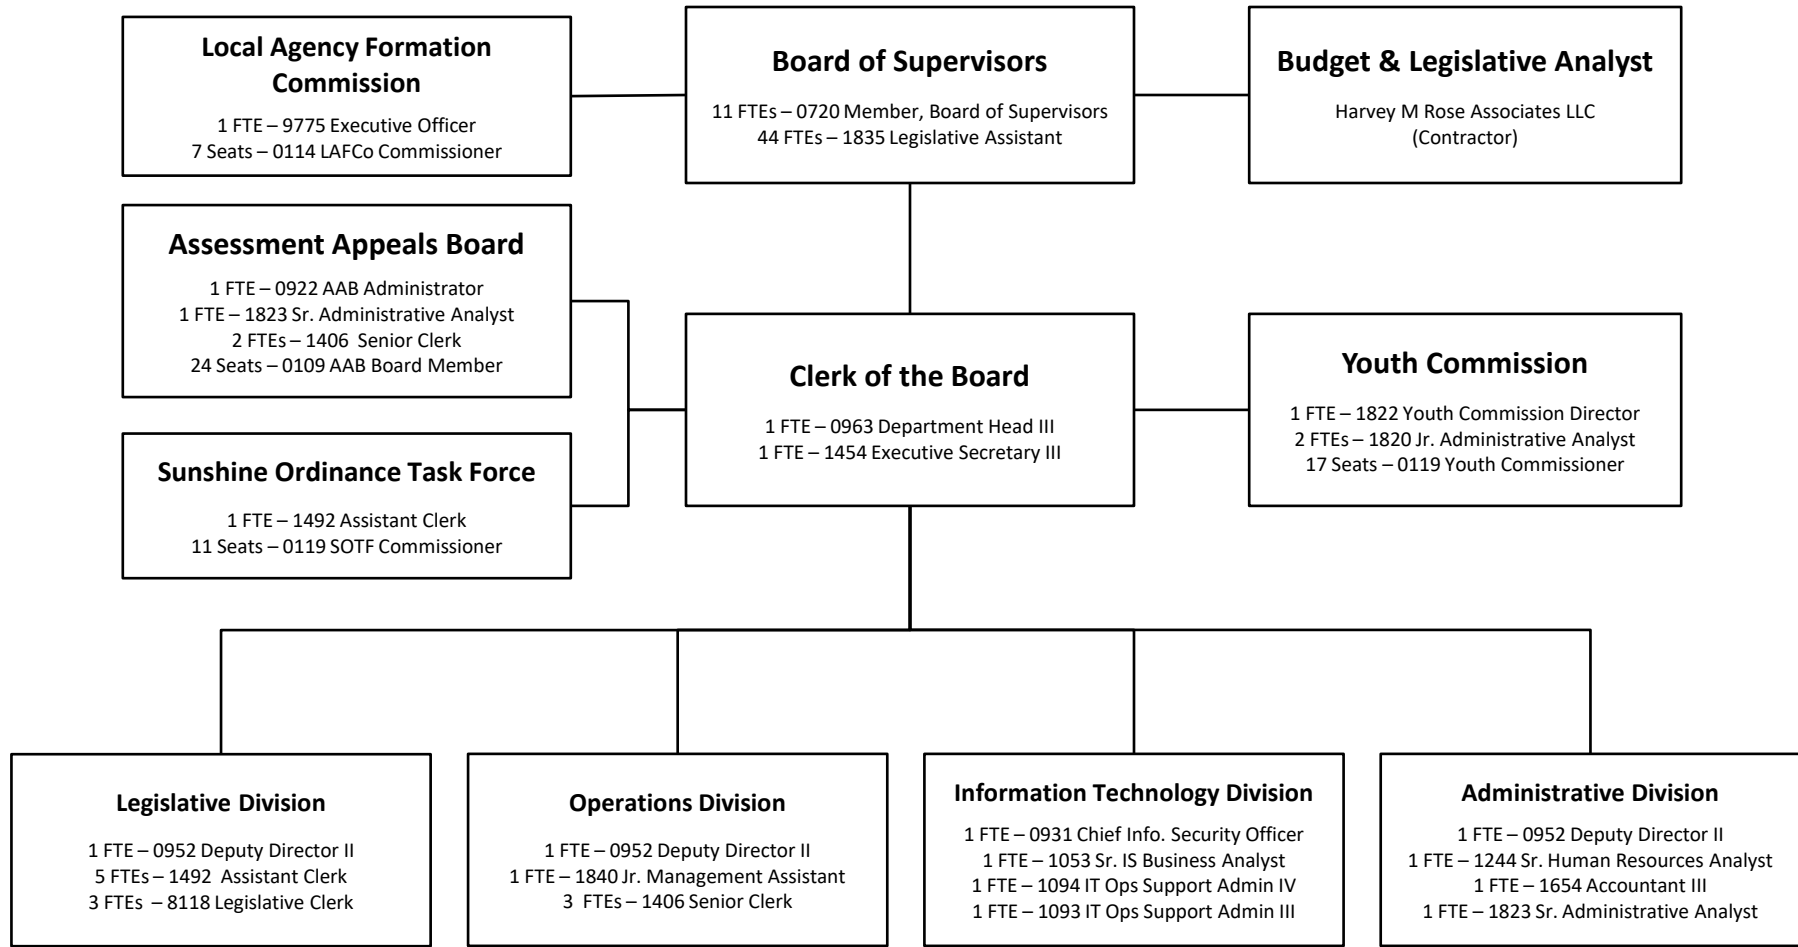 Local Agency Formation
Commission
1 FTE – 9775 Executive Officer
7 Seats – 0114 LAFCo Commissioner
Board of Supervisors
11 FTEs – 0720 Member, Board of Supervisors
44 FTEs – 1835 Legislative Assistant
Budget & Legislative Analyst
Harvey M Rose Associates LLC
(Contractor)
Assessment Appeals Board
1 FTE – 0922 AAB Administrator
1 FTE – 1823 Sr. Administrative Analyst
2 FTEs – 1406 Senior Clerk
24 Seats – 0109 AAB Board Member
Clerk of the Board
1 FTE – 0963 Department Head III
1 FTE – 1454 Executive Secretary III
Youth Commission
1 FTE – 1822 Youth Commission Director
2 FTEs – 1820 Jr. Administrative Analyst
17 Seats – 0119 Youth Commissioner
Sunshine Ordinance Task Force
1 FTE – 1492 Assistant Clerk
11 Seats – 0119 SOTF Commissioner
Legislative Division
1 FTE – 0952 Deputy Director II
5 FTEs – 1492 Assistant Clerk
3 FTEs – 8118 Legislative Clerk
Operations Division
1 FTE – 0952 Deputy Director II
1 FTE – 1840 Jr. Management Assistant
3 FTEs – 1406 Senior Clerk
Information Technology Division
1 FTE – 0931 Chief Info. Security Officer
1 FTE – 1053 Sr. IS Business Analyst
1 FTE – 1094 IT Ops Support Admin IV
1 FTE – 1093 IT Ops Support Admin III
Administrative Division
1 FTE – 0952 Deputy Director II
1 FTE – 1244 Sr. Human Resources Analyst
1 FTE – 1654 Accountant III
1 FTE – 1823 Sr. Administrative Analyst